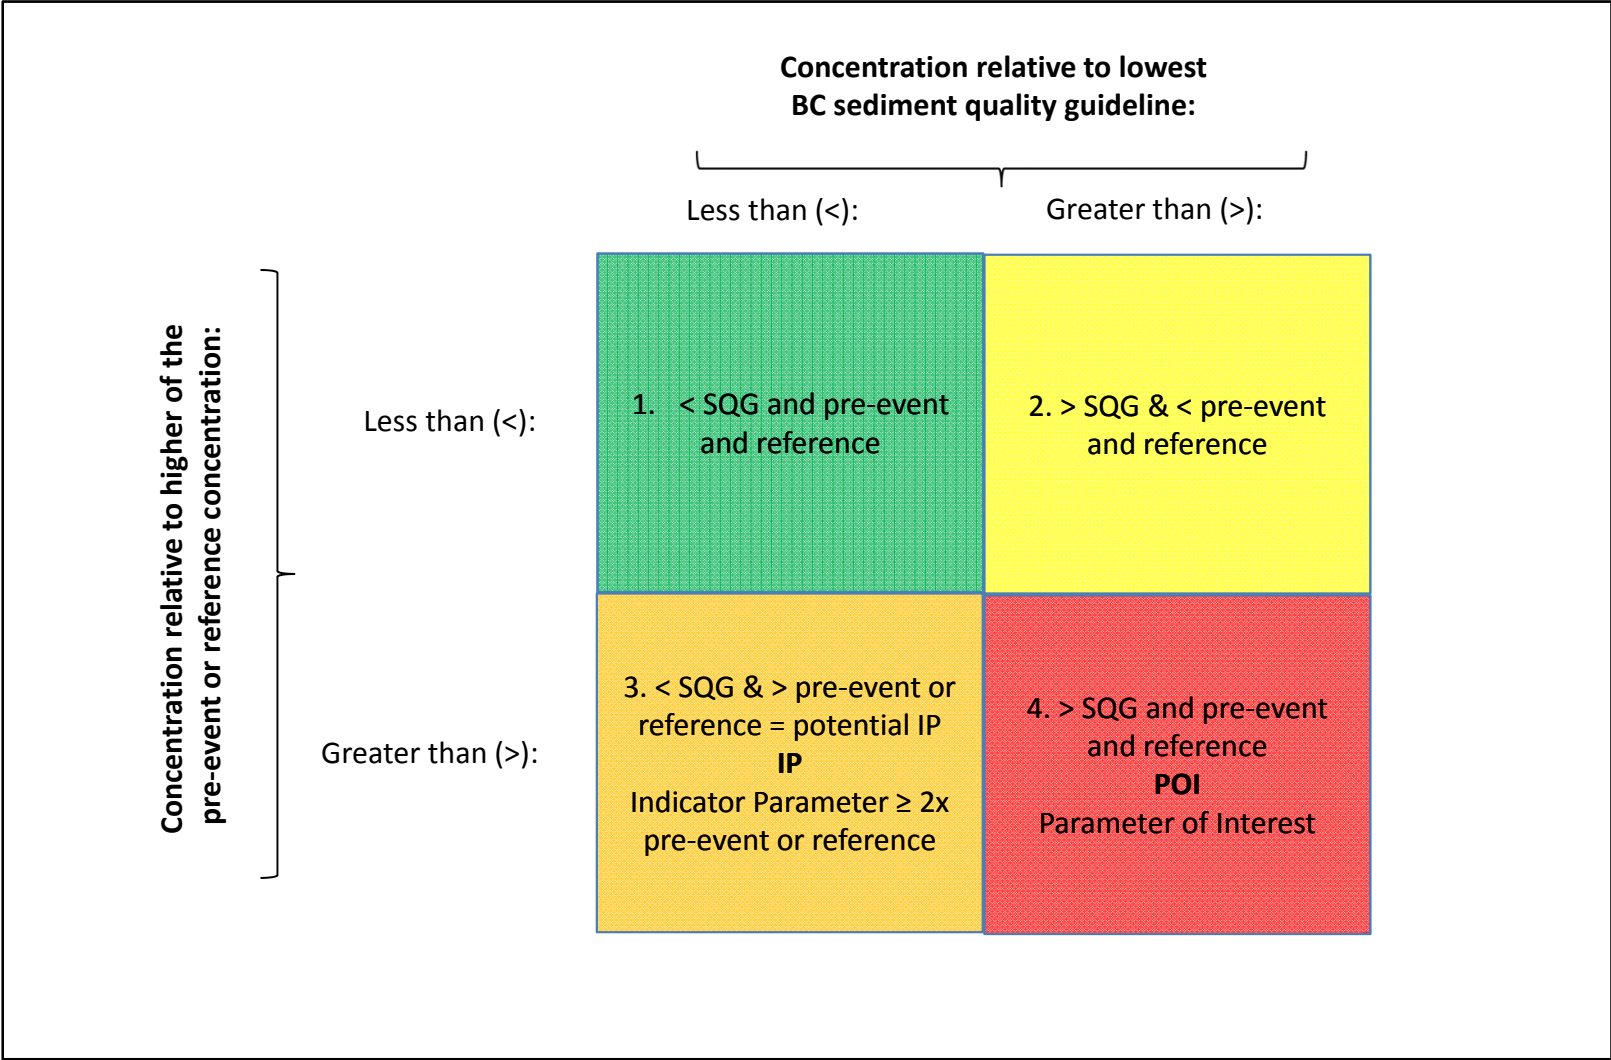 Concentration relative to lowest
BC sediment quality guideline:
Less than (<):
Greater than (>):
Concentration relative to higher of the
pre-event or reference concentration:
Less than (<):
1. < SQG and pre-event
and reference
2. > SQG & < pre-event
and reference
Greater than (>):
3. < SQG & > pre-event or
reference = potential IP
IP
Indicator Parameter ≥ 2x
pre-event or reference
4. > SQG and pre-event
and reference
POI
Parameter of Interest